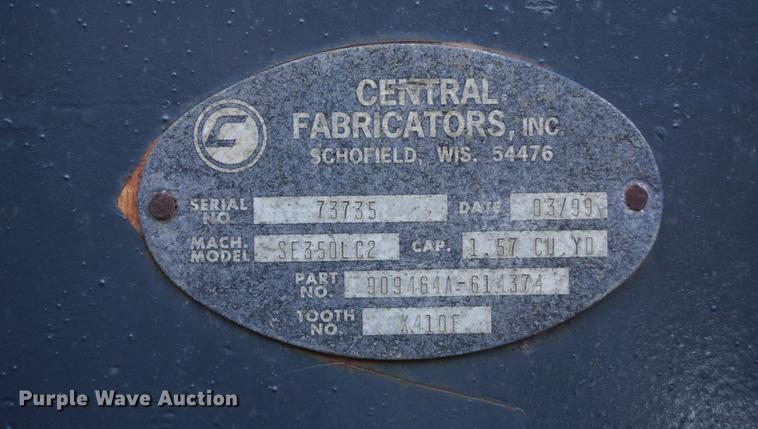 CENTRAL
FABRICATORS, INC.
SCHOFIELD, WIS. 54476
SERIAL NO. 73735 DATE 03/99
MACH. MODEL SE350LC2 CAP. 1.57 CU YD
PART NO. 909464A-614374
TOOTH NO. X410F
Purple Wave Auction